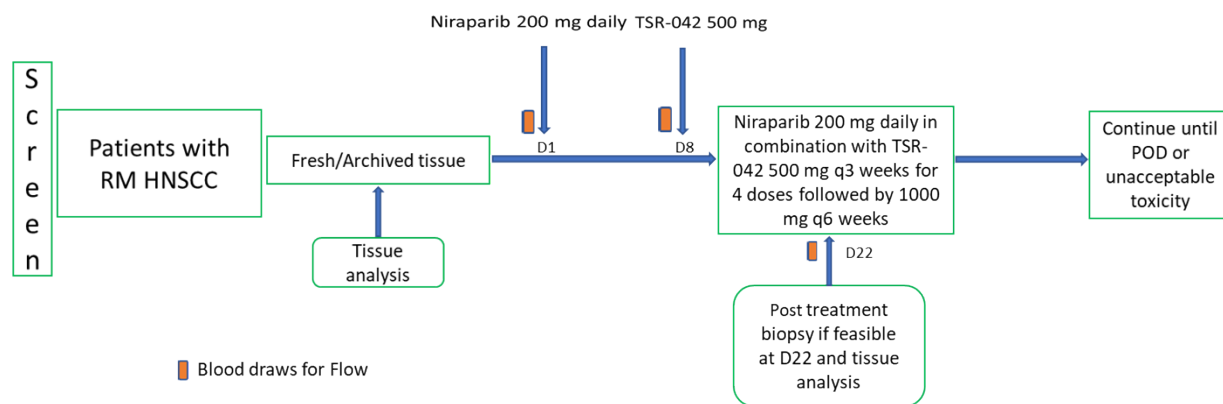 Niraparib 200 mg daily TSR-042 500 mg
Screen
Patients with
RM HNSCC
Fresh/Archived tissue
Tissue
analysis
D1
D8
Niraparib 200 mg daily in
combination with TSR-
042 500 mg q3 weeks for
4 doses followed by 1000
mg q6 weeks
D22
Post treatment
biopsy if feasible
at D22 and tissue
analysis
Continue until
POD or
unacceptable
toxicity
Blood draws for Flow